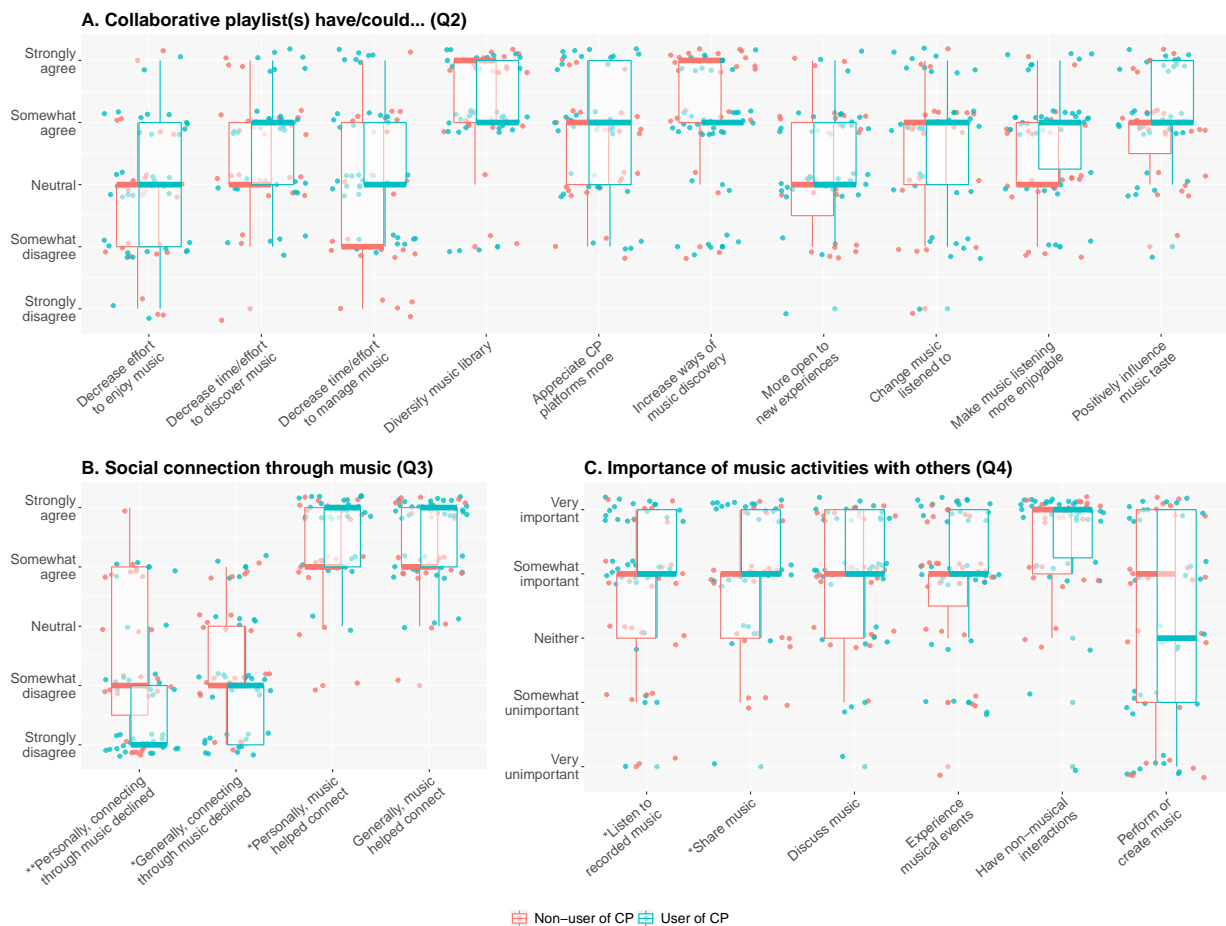 A. Collaborative playlist(s) have/could... (Q2)
Strongly
agree
Somewhat
agree
Neutral
Somewhat
disagree
Strongly
disagree
Decrease effort
to enjoy music
Decrease time/effort
to discover music
Decrease time/effort
to manage music
Diversify music library
Appreciate CP
platforms more
Increase ways of
music discovery
More open to
new experiences
Change music
listened to
Make music listening
more enjoyable
Positively influence
music taste
B. Social connection through music (Q3)
Strongly
agree
Somewhat
agree
Neutral
Somewhat
disagree
Strongly
disagree
**Personally, connecting
through music declined
*Generally, connecting
through music declined
*Personally, music
helped connect
Generally, music
helped connect
C. Importance of music activities with others (Q4)
Very
important
Somewhat
important
Neither
Somewhat
unimportant
Very
unimportant
*Listen to
recorded music
*Share music
Discuss music
Experience
musical events
Have non−musical
interactions
Perform or
create music
Non−user of CP User of CP